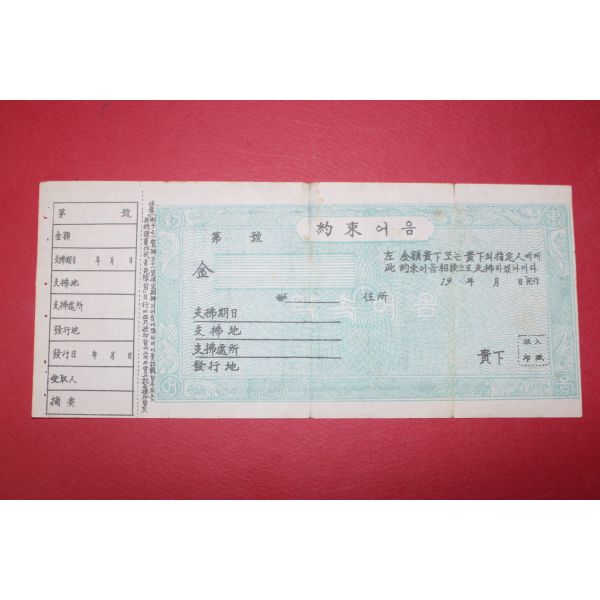 第 號
金額
支拂期日 年 月 日
支拂地
支拂處所
發行地
發行日 年 月 日
受取人
摘要
約束어음
第 號
金
左 金額 貴下 또는 貴下의 指定人에게
此 約束어음相換으로 支拂하겠나이다
19 年 月 日發行
住所
支拂期日
支拂地
支拂處所
發行地
貴下
收入
印紙
약속어음